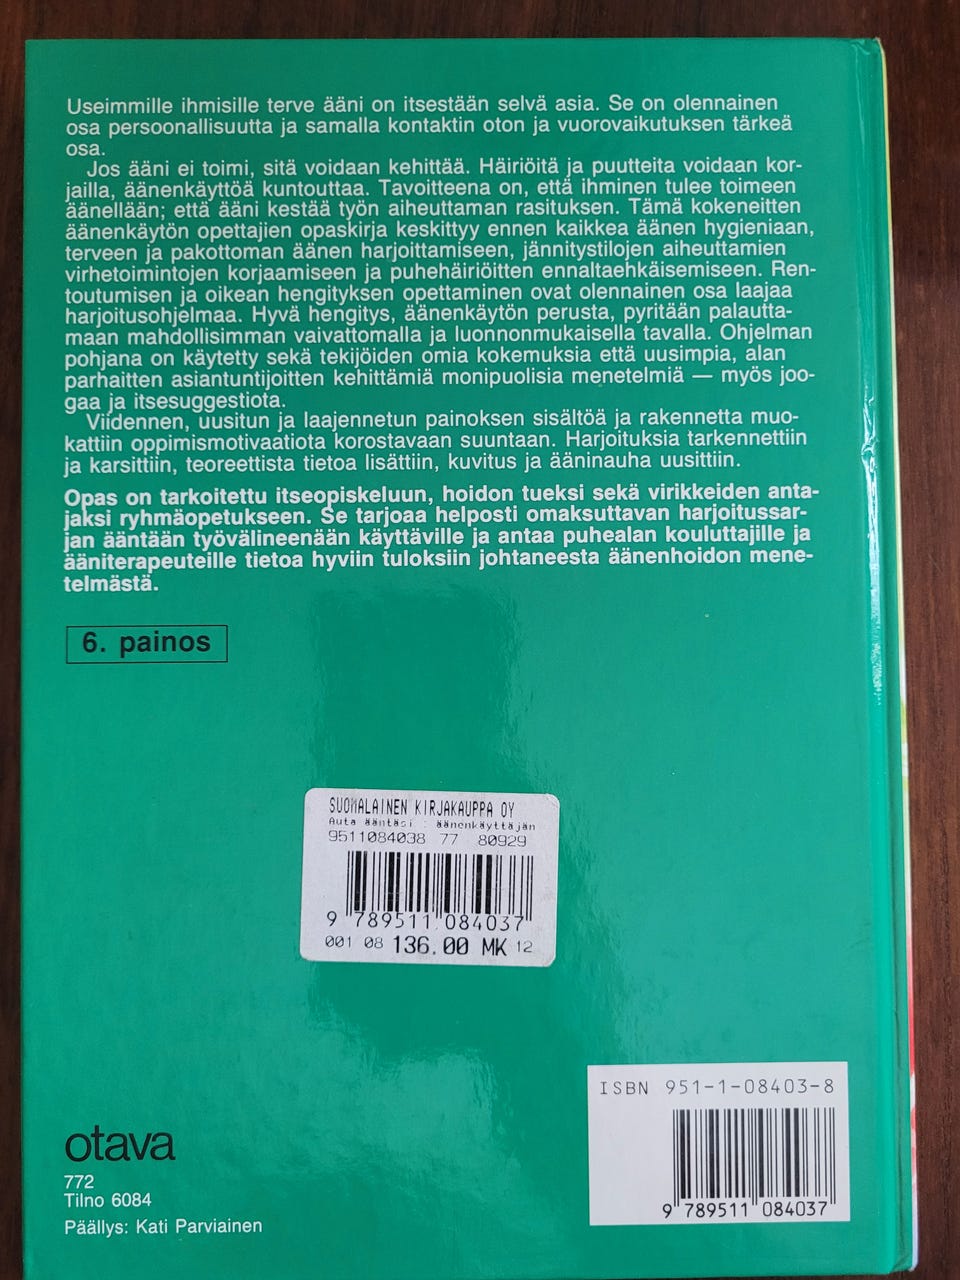 Useimmille ihmisille terve ääni on itsestään selvä asia. Se on olennainen
osa persoonallisuutta ja samalla kontaktin oton ja vuorovaikutuksen tärkeä
osa.
Jos ääni ei toimi, sitä voidaan kehittää. Häiriöitä ja puutteita voidaan kor-
jailla, äänenkäyttöä kuntouttaa. Tavoitteena on, että ihminen tulee toimeen
äänellään; että ääni kestää työn aiheuttaman rasituksen. Tämä kokeneitten
äänenkäytön opettajien opaskirja keskittyy ennen kaikkea äänen hygieniaan,
terveen ja pakottoman äänen harjoittamiseen, jännitystilojen aiheuttamien
virhetoimintojen korjaamiseen ja puhehäiriöitten ennaltaehkäisemiseen. Ren-
toutumisen ja oikean hengityksen opettaminen ovat olennainen osa laajaa
harjoitusohjelmaa. Hyvä hengitys, äänenkäytön perusta, pyritään palautta-
maan mahdollisimman vaivattomalla ja luonnonmukaisella tavalla. Ohjelman
pohjana on käytetty sekä tekijöiden omia kokemuksia että uusimpia, alan
parhaitten asiantuntijoitten kehittämiä monipuolisia menetelmiä — myös joo-
gaa ja itsesuggestiota.
Viidennen, uusitun ja laajennetun painoksen sisältöä ja rakennetta muo-
kattiin oppimismotivaatiota korostavaan suuntaan. Harjoituksia tarkennettiin
ja karsittiin, teoreettista tietoa lisättiin, kuvitus ja ääninauha uusittiin.
Opas on tarkoitettu itseopiskeluun, hoidon tueksi sekä virikkeiden anta-
jaksi ryhmäopetukseen. Se tarjoaa helposti omaksuttavan harjoitussar-
jan ääntään työvälineenään käyttäville ja antaa puhealan kouluttajille ja
ääniterapeuteille tietoa hyviin tuloksiin johtaneesta äänenhoidon mene-
telmästä.
6. painos
SUOMALAINEN KIRJAKAUPPA OY
Auta ääntäsi : äänenkäyttäjän
9511084038 77 80929
9 789511 084037
001 08 136.00 MK 12
ISBN 951-1-08403-8
9 789511 084037
otava
772
Tilno 6084
Päällys: Kati Parviainen